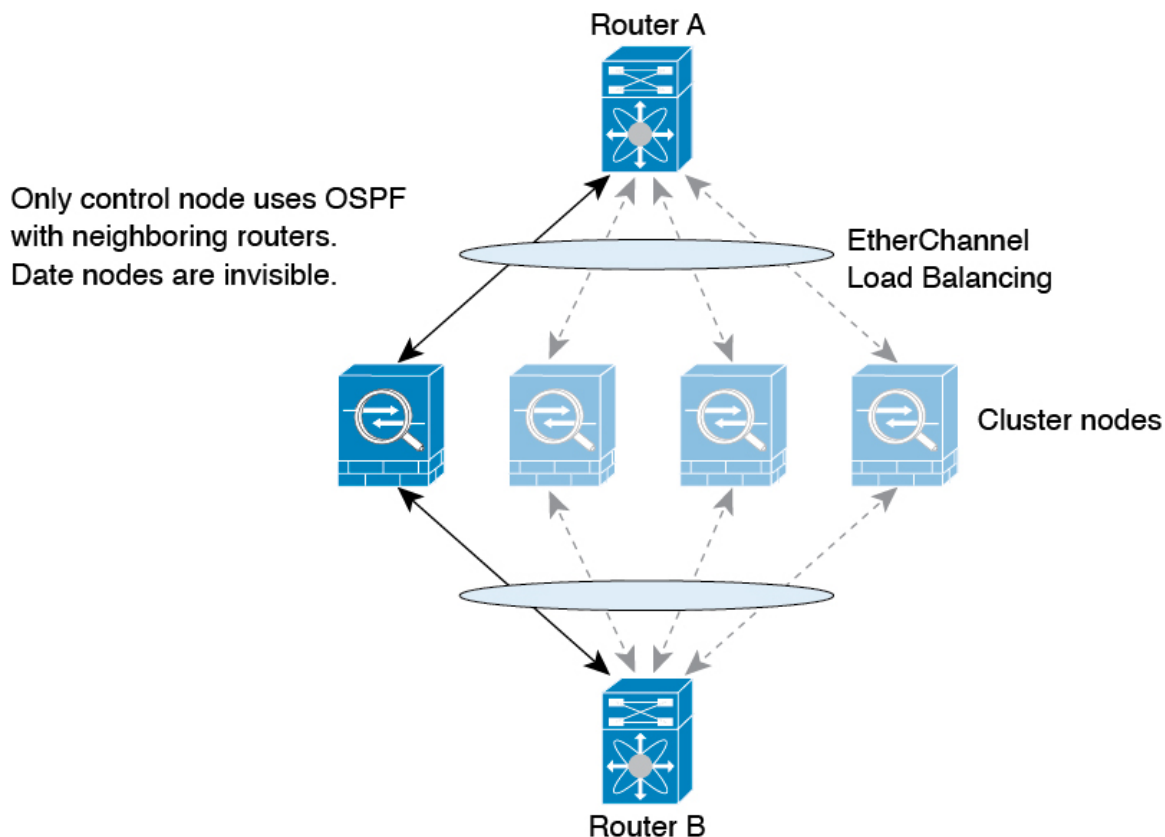 Router A
Only control node uses OSPF
with neighboring routers.
Date nodes are invisible.
EtherChannel
Load Balancing
Cluster nodes
Router B